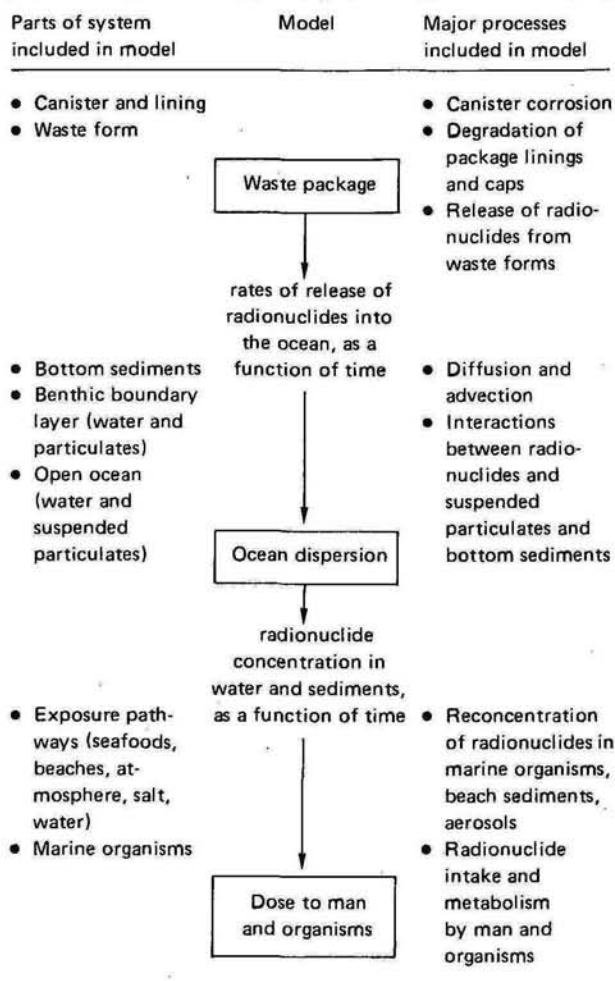 Parts of system
included in model
Model
Major processes
included in model
• Canister and lining
• Waste form
• Canister corrosion
• Degradation of
package linings
and caps
• Release of radio-
nuclides from
waste forms
Waste package
rates of release of
radionuclides into
the ocean, as a
function of time
• Bottom sediments
• Benthic boundary
layer (water and
particulates)
• Open ocean
(water and
suspended
particulates)
• Diffusion and
advection
• Interactions
between radio-
nuclides and
suspended
particulates and
bottom sediments
Ocean dispersion
radionuclide
concentration in
water and sediments,
as a function of time
• Exposure path-
ways (seafoods,
beaches, at-
mosphere, salt,
water)
• Marine organisms
• Reconcentration
of radionuclides in
marine organisms,
beach sediments,
aerosols
• Radionuclide
intake and
metabolism
by man and
organisms
Dose to man
and organisms